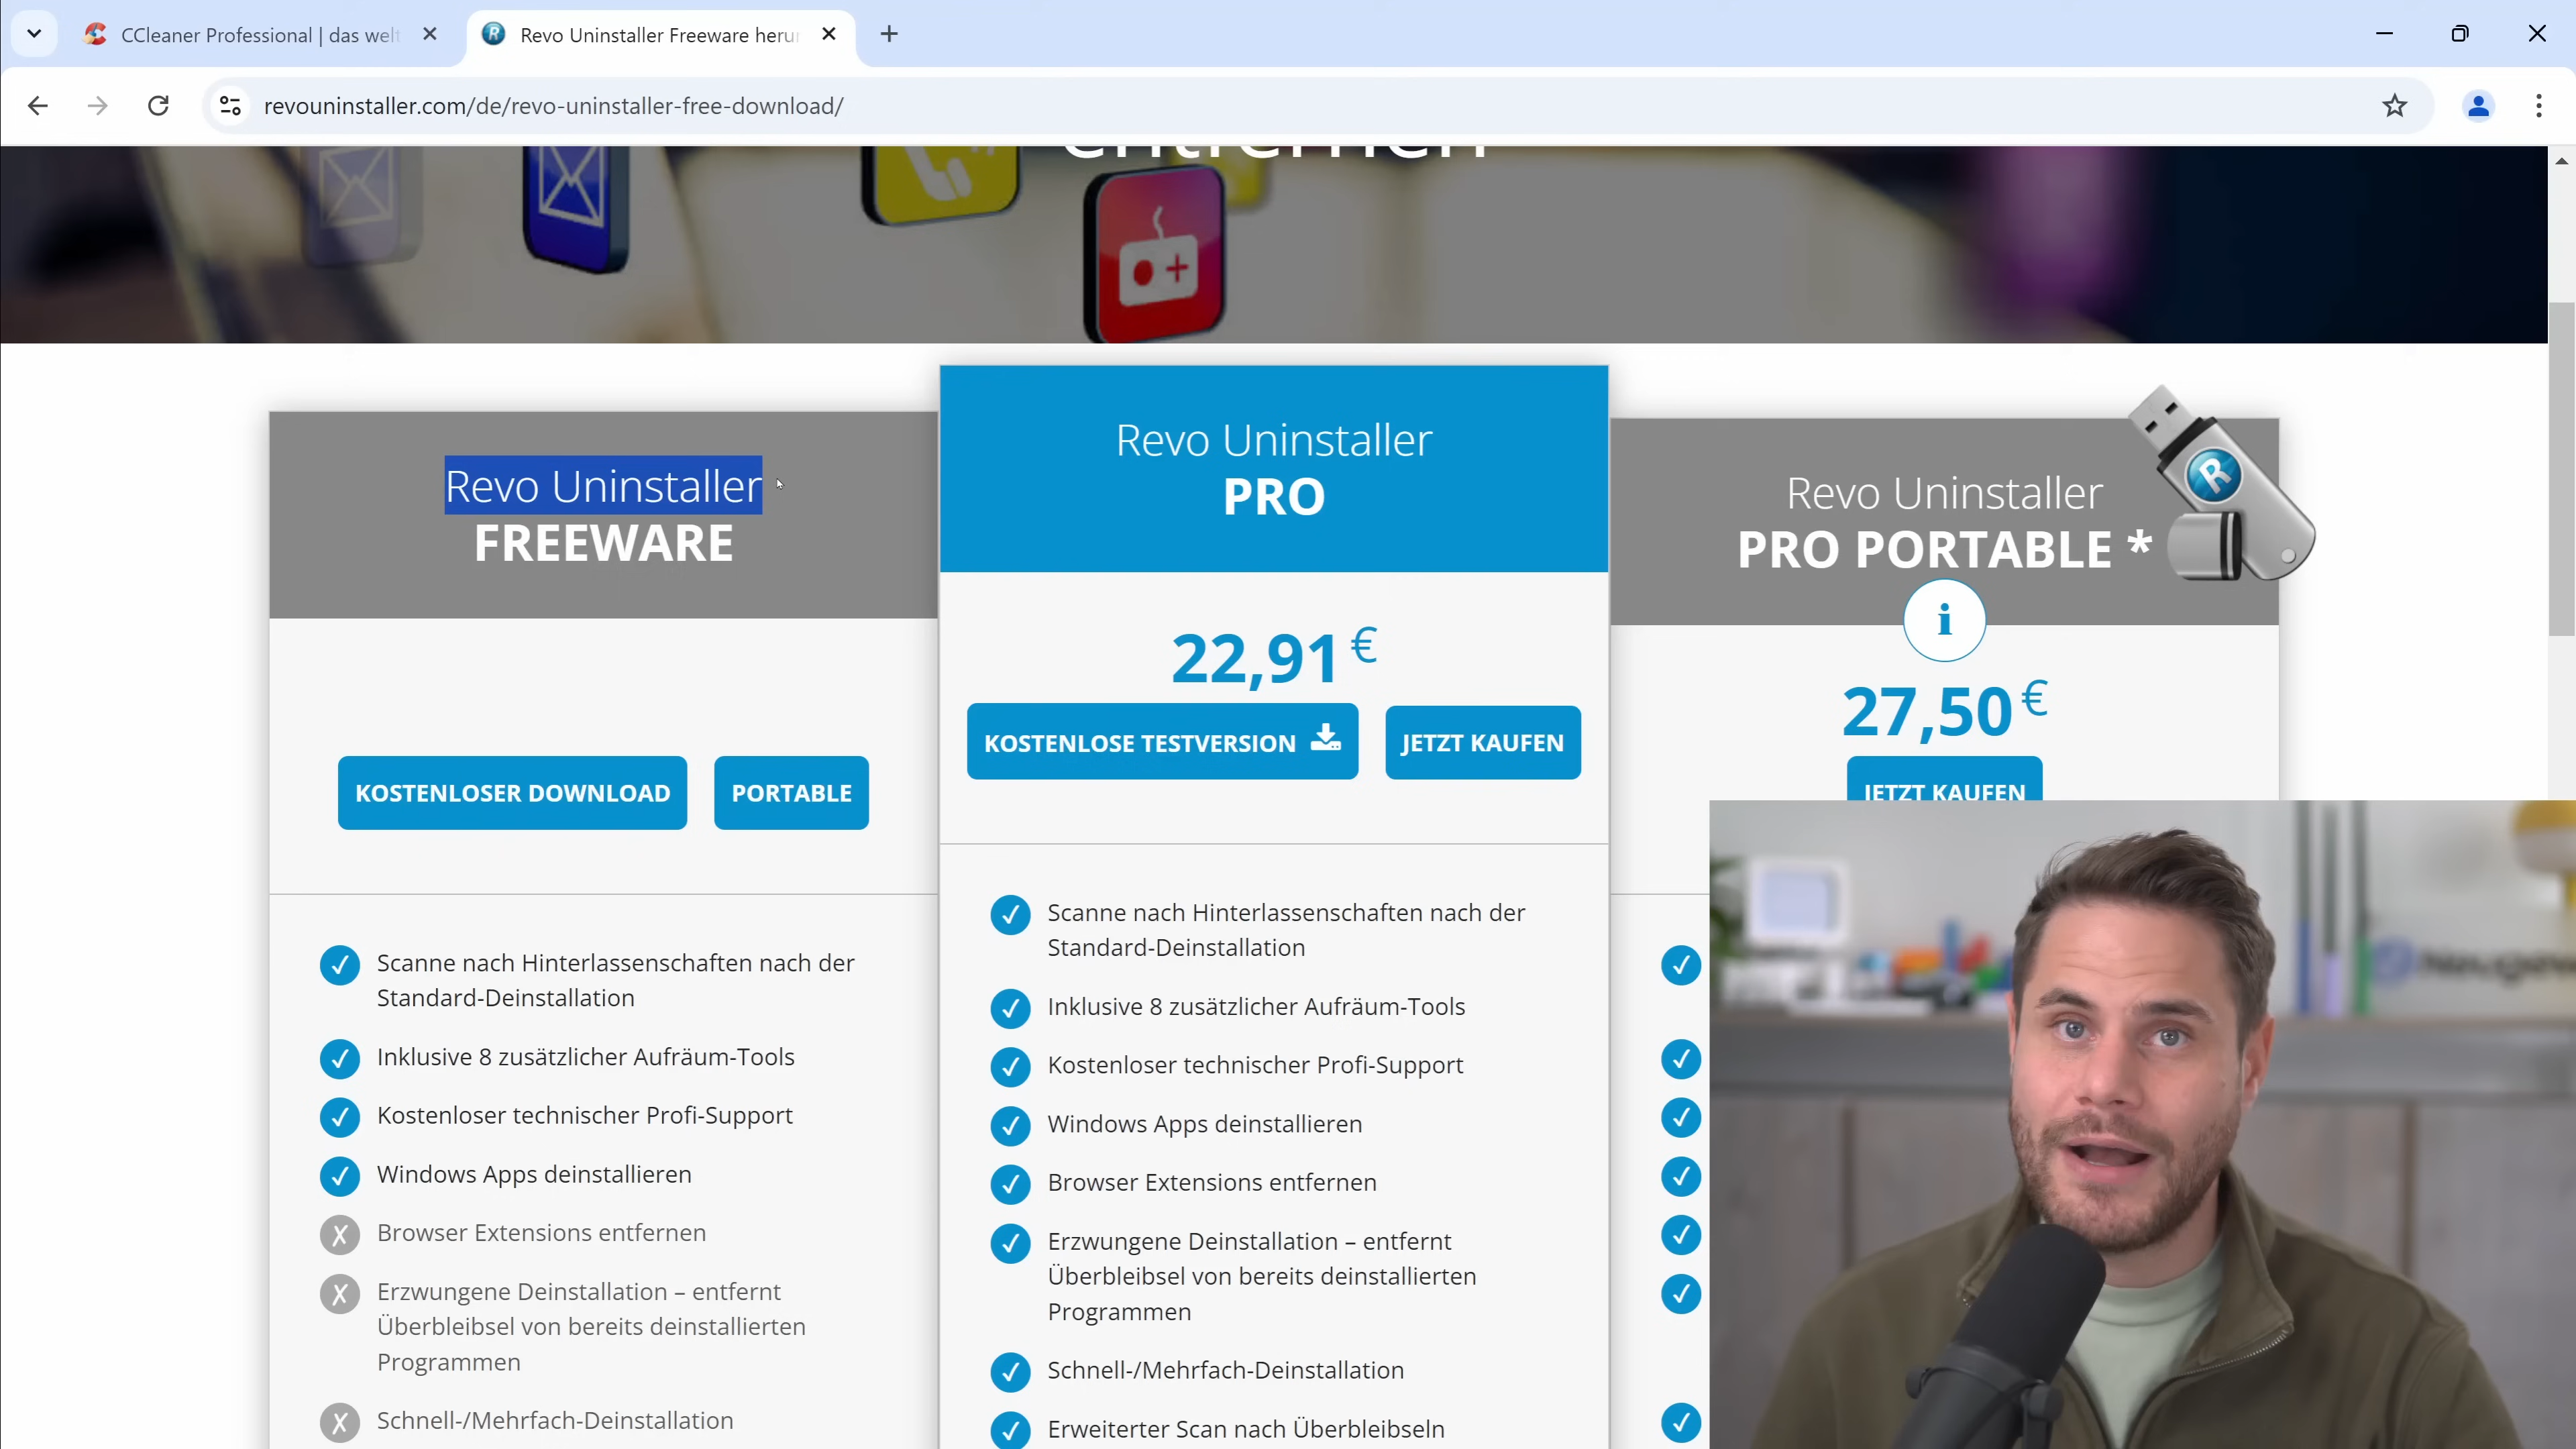 CCleaner Professional | das welt
Revo Uninstaller Freeware herun
revouninstaller.com/de/revo-uninstaller-free-download/
entfernen
Revo Uninstaller
FREEWARE
KOSTENLOSER DOWNLOAD
PORTABLE
Scanne nach Hinterlassenschaften nach der
Standard-Deinstallation
Inklusive 8 zusätzlicher Aufräum-Tools
Kostenloser technischer Profi-Support
Windows Apps deinstallieren
Browser Extensions entfernen
Erzwungene Deinstallation – entfernt
Überbleibsel von bereits deinstallierten
Programmen
Schnell-/Mehrfach-Deinstallation
Revo Uninstaller
PRO
22,91 €
KOSTENLOSE TESTVERSION
JETZT KAUFEN
Scanne nach Hinterlassenschaften nach der
Standard-Deinstallation
Inklusive 8 zusätzlicher Aufräum-Tools
Kostenloser technischer Profi-Support
Windows Apps deinstallieren
Browser Extensions entfernen
Erzwungene Deinstallation – entfernt
Überbleibsel von bereits deinstallierten
Programmen
Schnell-/Mehrfach-Deinstallation
Erweiterter Scan nach Überbleibseln
Revo Uninstaller
PRO PORTABLE *
R
i
27,50 €
JETZT KAUFEN